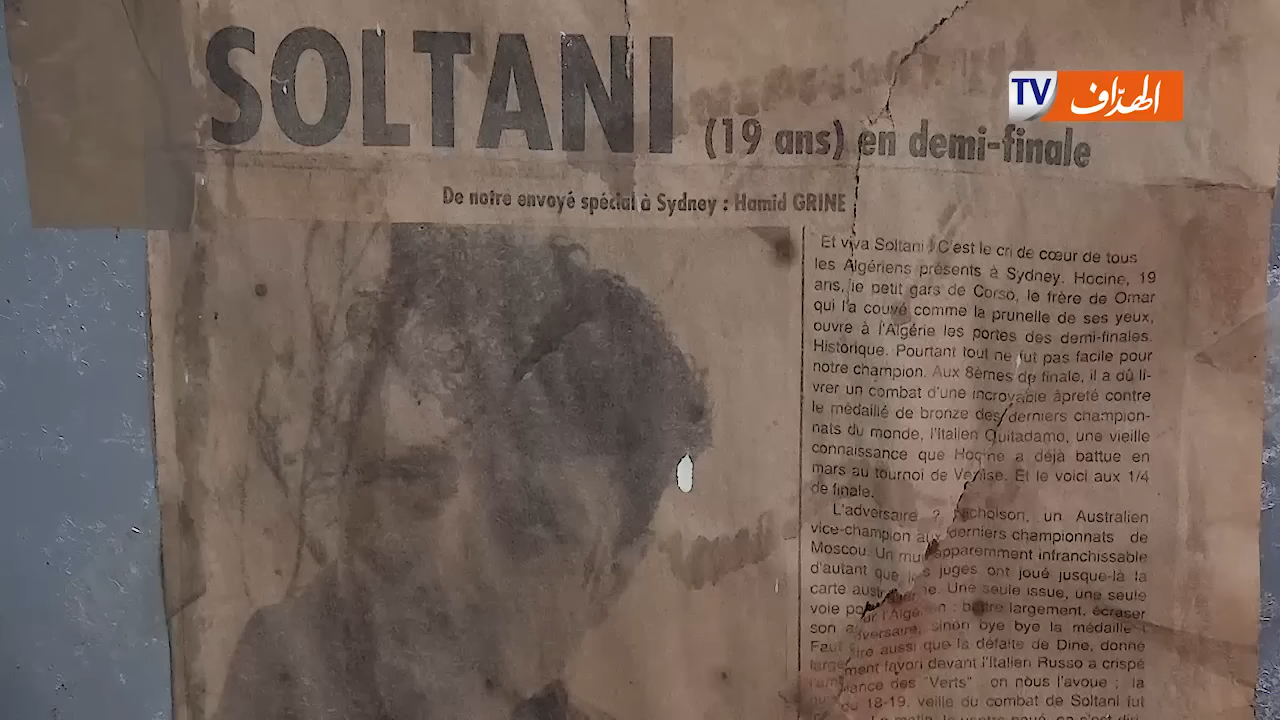 SOLTANI (19 ans) en demi-finale
TV الهدّاف
De notre envoyé spécial à Sydney : Hamid GRINE
Et viva Soltani ! C'est le cri de cœur de tous
les Algériens présents à Sydney. Hocine, 19
ans, le petit gars de Corso, le frère de Omar
qui l'a couvé comme la prunelle de ses yeux,
ouvre à l'Algérie les portes des demi-finales.
Historique. Pourtant tout ne fut pas facile pour
notre champion. Aux 8èmes de finale, il a dû li-
vrer un combat d'une incroyable âpreté contre
le médaillé de bronze des derniers champion-
nats du monde, l'Italien Quitadamo, une vieille
connaissance que Hocine a déjà battue en
mars au tournoi de Venise. Et le voici aux 1/4
de finale.
L'adversaire ? Nicholson, un Australien
vice-champion aux derniers championnats de
Moscou. Un mur apparemment infranchissable
d'autant que les juges ont joué jusque-là la
carte australienne. Une seule issue, une seule
voie pour l'Algérien : battre largement, écraser
son adversaire, sinon bye bye la médaille !
Faut dire aussi que la défaite de Dine, donné
largement favori devant l'Italien Russo a crispé
l'ambiance des "Verts" on nous l'avoue ; la
du 18-19, veille du combat de Soltani fut